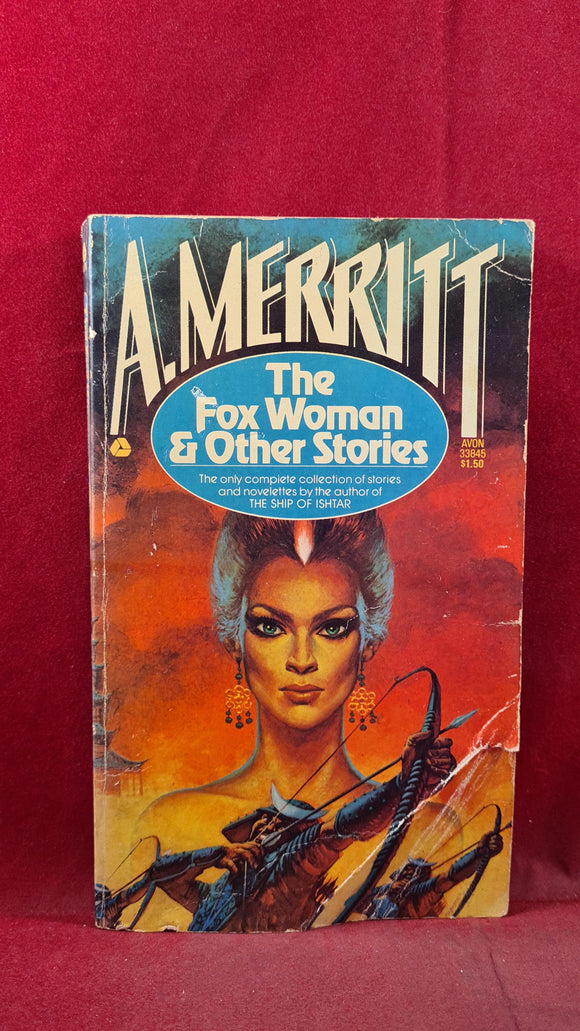 A. MERRITT
The
Fox Woman
& Other Stories
The only complete collection of stories
and novelettes by the author of
THE SHIP OF ISHTAR
AVON
33845
$1.50